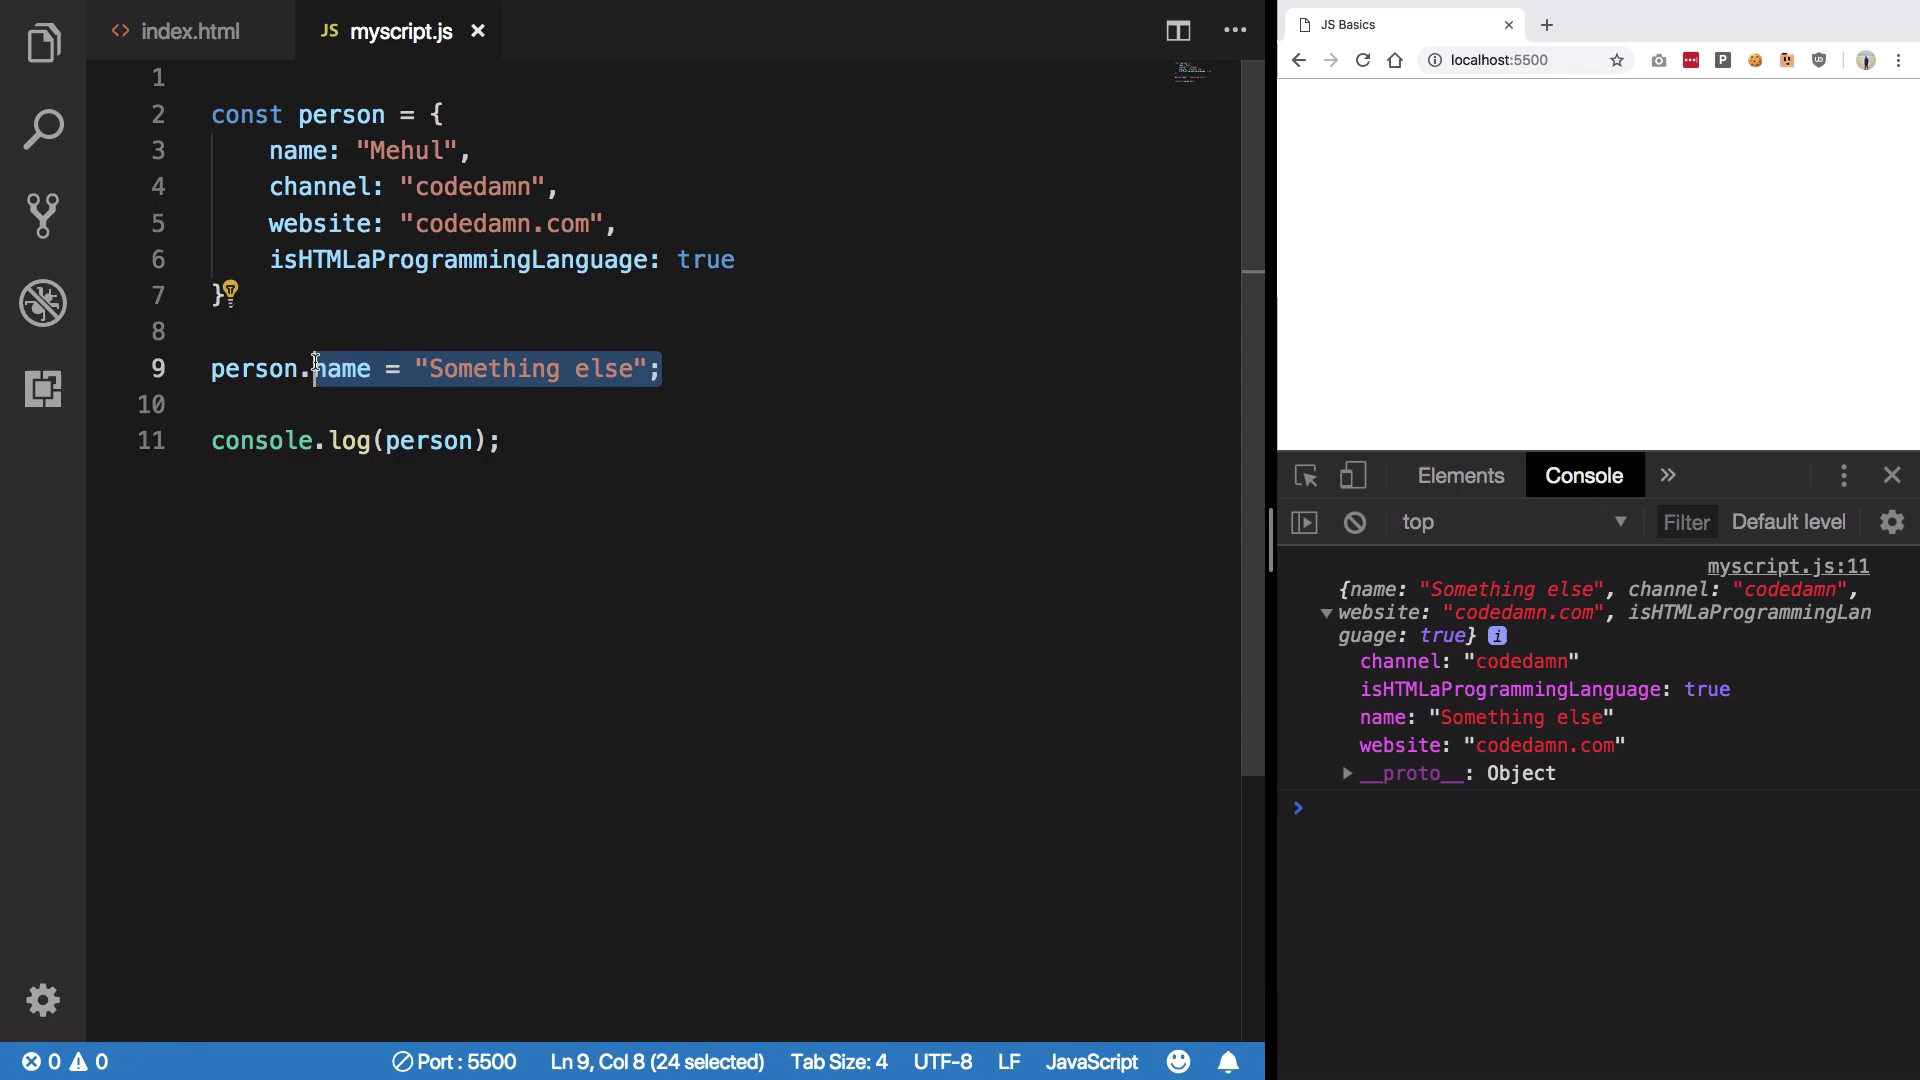 <> index.html
JS myscript.js
1
2 const person = {
3 name: "Mehul",
4 channel: "codedamn",
5 website: "codedamn.com",
6 isHTMLaProgrammingLanguage: true
7 }
8
9 person.name = "Something else";
10
11 console.log(person);
0 0 Port : 5500 Ln 9, Col 8 (24 selected) Tab Size: 4 UTF-8 LF JavaScript
JS Basics
localhost:5500
Elements Console »
top Filter Default level
myscript.js:11
{name: "Something else", channel: "codedamn",
website: "codedamn.com", isHTMLaProgrammingLan
guage: true} i
channel: "codedamn"
isHTMLaProgrammingLanguage: true
name: "Something else"
website: "codedamn.com"
__proto__: Object
>